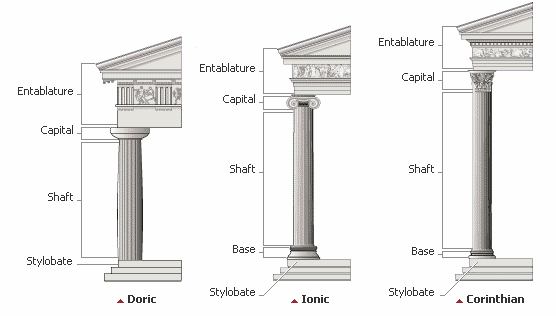 Entablature
Capital
Shaft
Stylobate
Doric
Entablature
Capital
Shaft
Base
Stylobate
Ionic
Entablature
Capital
Shaft
Base
Stylobate
Corinthian